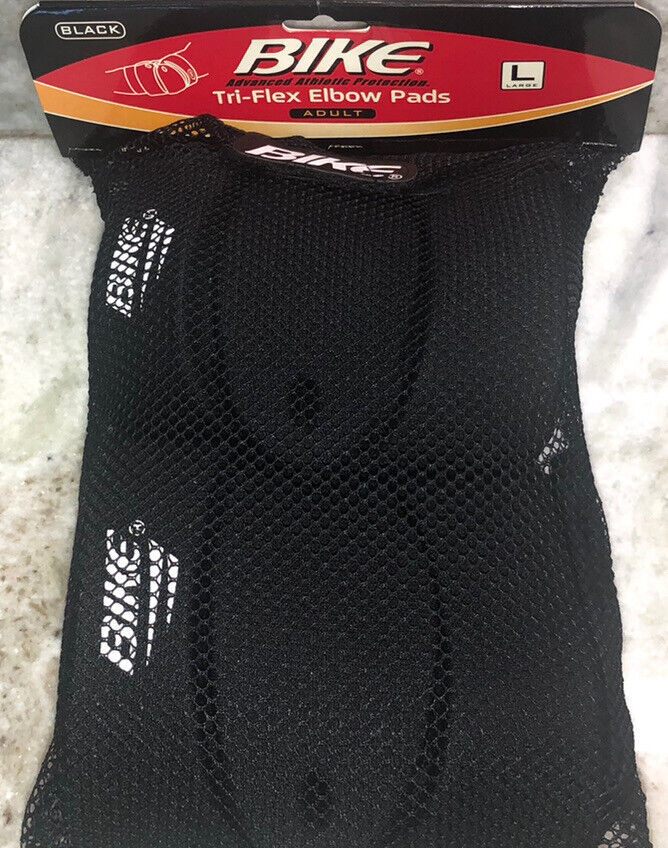 BLACK
BIKE®
Advanced Athletic Protection.
Tri-Flex Elbow Pads
ADULT
L
LARGE
BIKE®
BIKE®
BIKE®